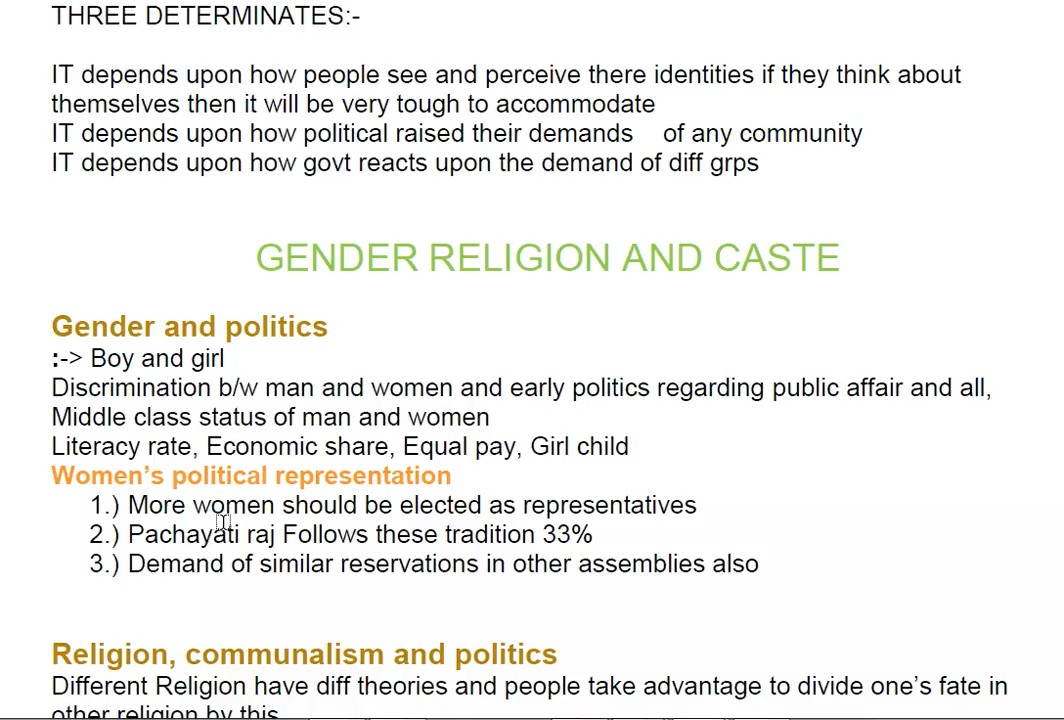 THREE DETERMINATES:-
IT depends upon how people see and perceive there identities if they think about
themselves then it will be very tough to accommodate
IT depends upon how political raised their demands of any community
IT depends upon how govt reacts upon the demand of diff grps
GENDER RELIGION AND CASTE
Gender and politics
:-> Boy and girl
Discrimination b/w man and women and early politics regarding public affair and all,
Middle class status of man and women
Literacy rate, Economic share, Equal pay, Girl child
Women’s political representation
1.) More women should be elected as representatives
2.) Pachayati raj Follows these tradition 33%
3.) Demand of similar reservations in other assemblies also
Religion, communalism and politics
Different Religion have diff theories and people take advantage to divide one’s fate in
other religion by this